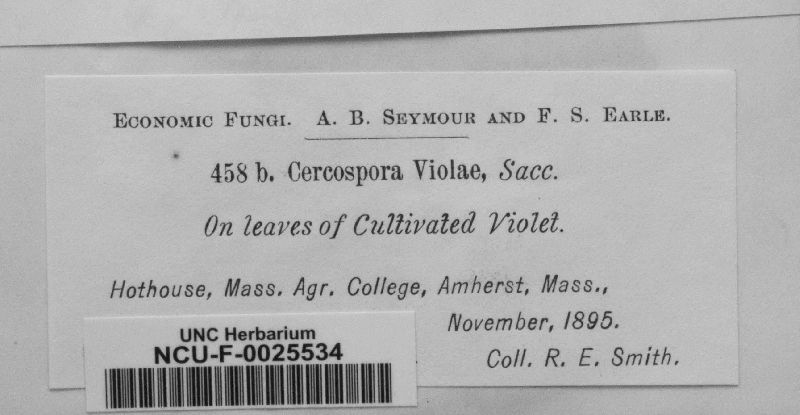 Economic Fungi. A. B. Seymour and F. S. Earle.
458 b. Cercospora Violae, Sacc.
On leaves of Cultivated Violet.
Hothouse, Mass. Agr. College, Amherst, Mass.,
November, 1895.
Coll. R. E. Smith.
UNC Herbarium
NCU-F-0025534